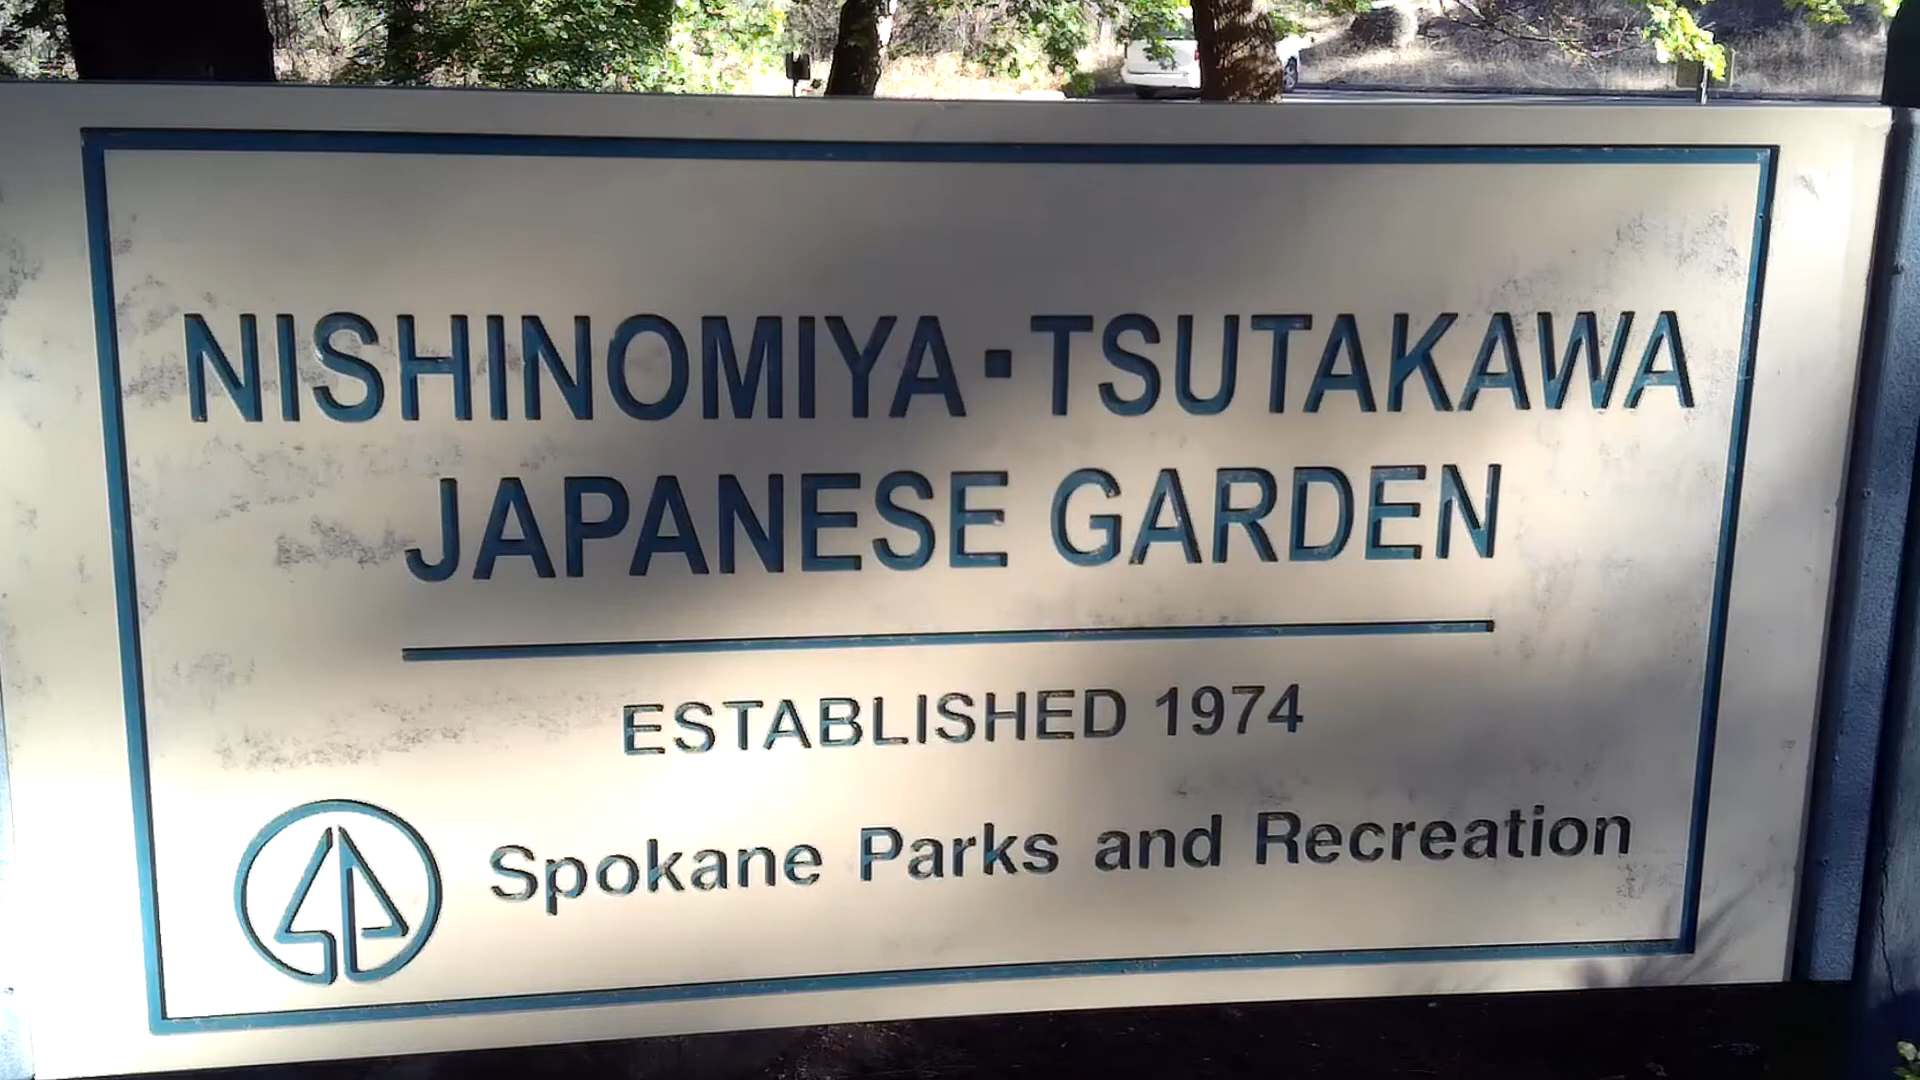 NISHINOMIYA·TSUTAKAWA
JAPANESE GARDEN
ESTABLISHED 1974
Spokane Parks and Recreation